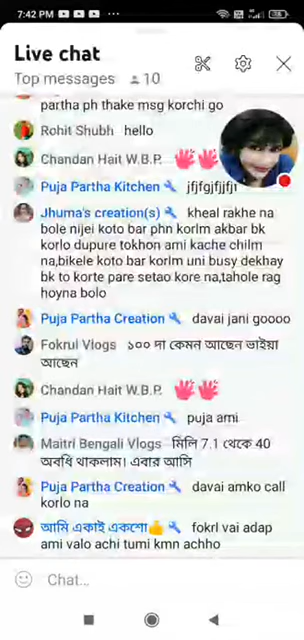 7:42 PM
Live chat
Top messages 10
partha ph thake msg korchi go
Rohit Shubh hello
Chandan Hait W.B.P.
Puja Partha Kitchen jfjfgjfjjfj1
Jhuma's creation(s) kheal rakhe na
bole nijei koto bar phn korlm akbar bk
korlo dupure tokhon ami kache chilm
na,bikele koto bar korlm uni busy dekhay
bk to korte pare setao kore na,tahole rag
hoyna bolo
Puja Partha Creation davai jani goooo
Fokrul Vlogs ১০০ দা কেমন আছেন ভাইয়া
আছেন
Chandan Hait W.B.P.
Puja Partha Kitchen puja ami
Maitri Bengali Vlogs মিলি 7.1 থেকে 40
অবধি থাকলাম। এবার আসি
Puja Partha Creation davai amko call
korlo na
আমি একাই একশো👍 fokrl vai adap
ami valo achi tumi kmn achho
Chat...